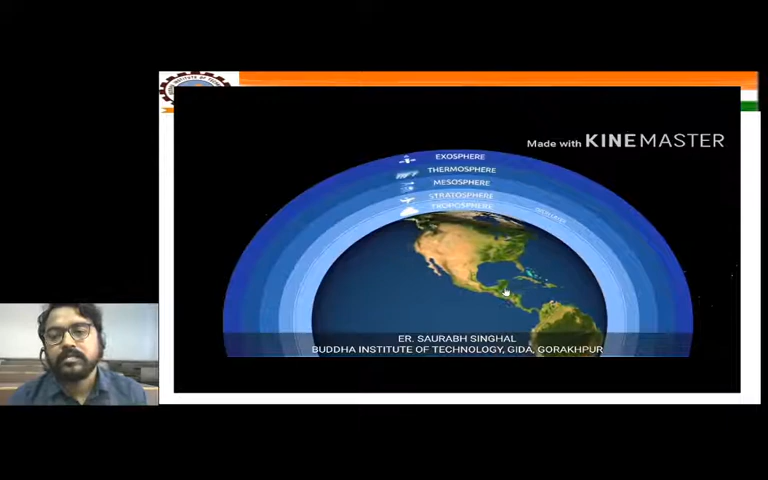 Made with KINEMASTER
EXOSPHERE
THERMOSPHERE
MESOSPHERE
STRATOSPHERE
TROPOSPHERE
ER. SAURABH SINGHAL
BUDDHA INSTITUTE OF TECHNOLOGY, GIDA, GORAKHPUR